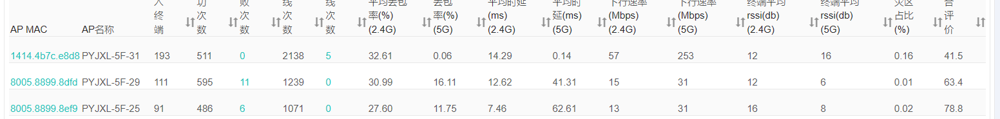 AP MAC
AP名称
入
终
端
功
次
数
败
次
数
线
次
数
线
次
数
平均丢包
率(%)
(2.4G)
丢包
率(%)
(5G)
平均时延
(ms)
(2.4G)
平均时
延(ms)
(5G)
下行速率
(Mbps)
(2.4G)
下行速率
(Mbps)
(5G)
终端平均
rssi(db)
(2.4G)
终端平均
rssi(db)
(5G)
灾区
占比
(%)
合
评
价
1414.4b7c.e8d8 PYJXL-5F-31 193 511 0 2138 5 32.61 0.06 14.29 0.14 57 253 12 16 0.16 41.5
8005.8899.8dfd PYJXL-5F-29 111 595 11 1239 0 30.99 16.11 12.62 41.31 15 31 12 6 0.01 63.4
8005.8899.8ef9 PYJXL-5F-25 91 486 6 1071 0 27.60 11.75 7.46 62.61 13 31 16 8 0.02 78.8